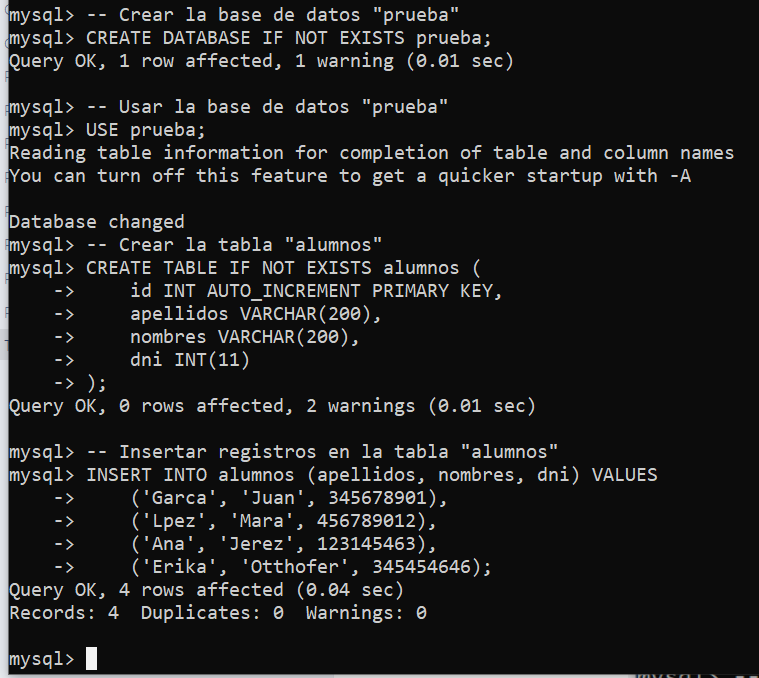 mysql> -- Crear la base de datos "prueba"
mysql> CREATE DATABASE IF NOT EXISTS prueba;
Query OK, 1 row affected, 1 warning (0.01 sec)
mysql> -- Usar la base de datos "prueba"
mysql> USE prueba;
Reading table information for completion of table and column names
You can turn off this feature to get a quicker startup with -A
Database changed
mysql> -- Crear la tabla "alumnos"
mysql> CREATE TABLE IF NOT EXISTS alumnos (
    ->     id INT AUTO_INCREMENT PRIMARY KEY,
    ->     apellidos VARCHAR(200),
    ->     nombres VARCHAR(200),
    ->     dni INT(11)
    -> );
Query OK, 0 rows affected, 2 warnings (0.01 sec)
mysql> -- Insertar registros en la tabla "alumnos"
mysql> INSERT INTO alumnos (apellidos, nombres, dni) VALUES
    ->     ('Garca', 'Juan', 345678901),
    ->     ('Lpez', 'Mara', 456789012),
    ->     ('Ana', 'Jerez', 123145463),
    ->     ('Erika', 'Otthofer', 345454646);
Query OK, 4 rows affected (0.04 sec)
Records: 4  Duplicates: 0  Warnings: 0
mysql>